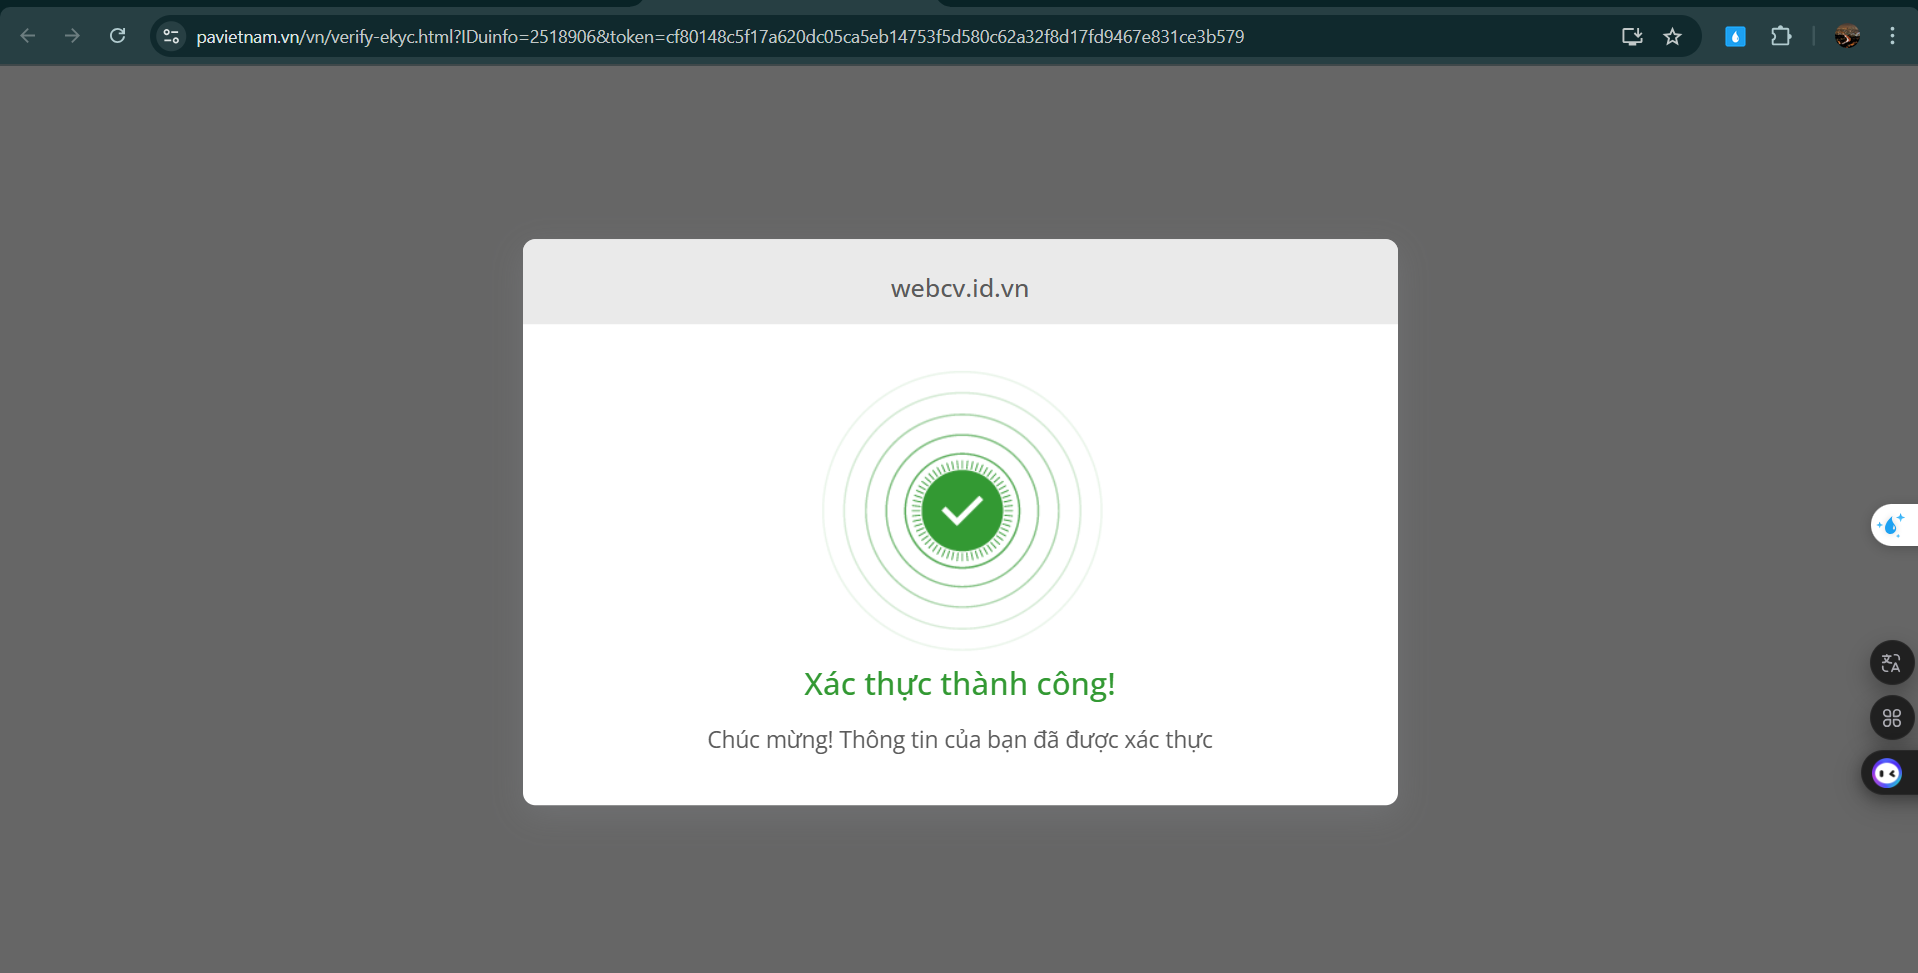 pavietnam.vn/vn/verify-ekyc.html?IDuinfo=2518906&token=cf80148c5f17a620dc05ca5eb14753f5d580c62a32f8d17fd9467e831ce3b579
webcv.id.vn
Xác thực thành công!
Chúc mừng! Thông tin của bạn đã được xác thực